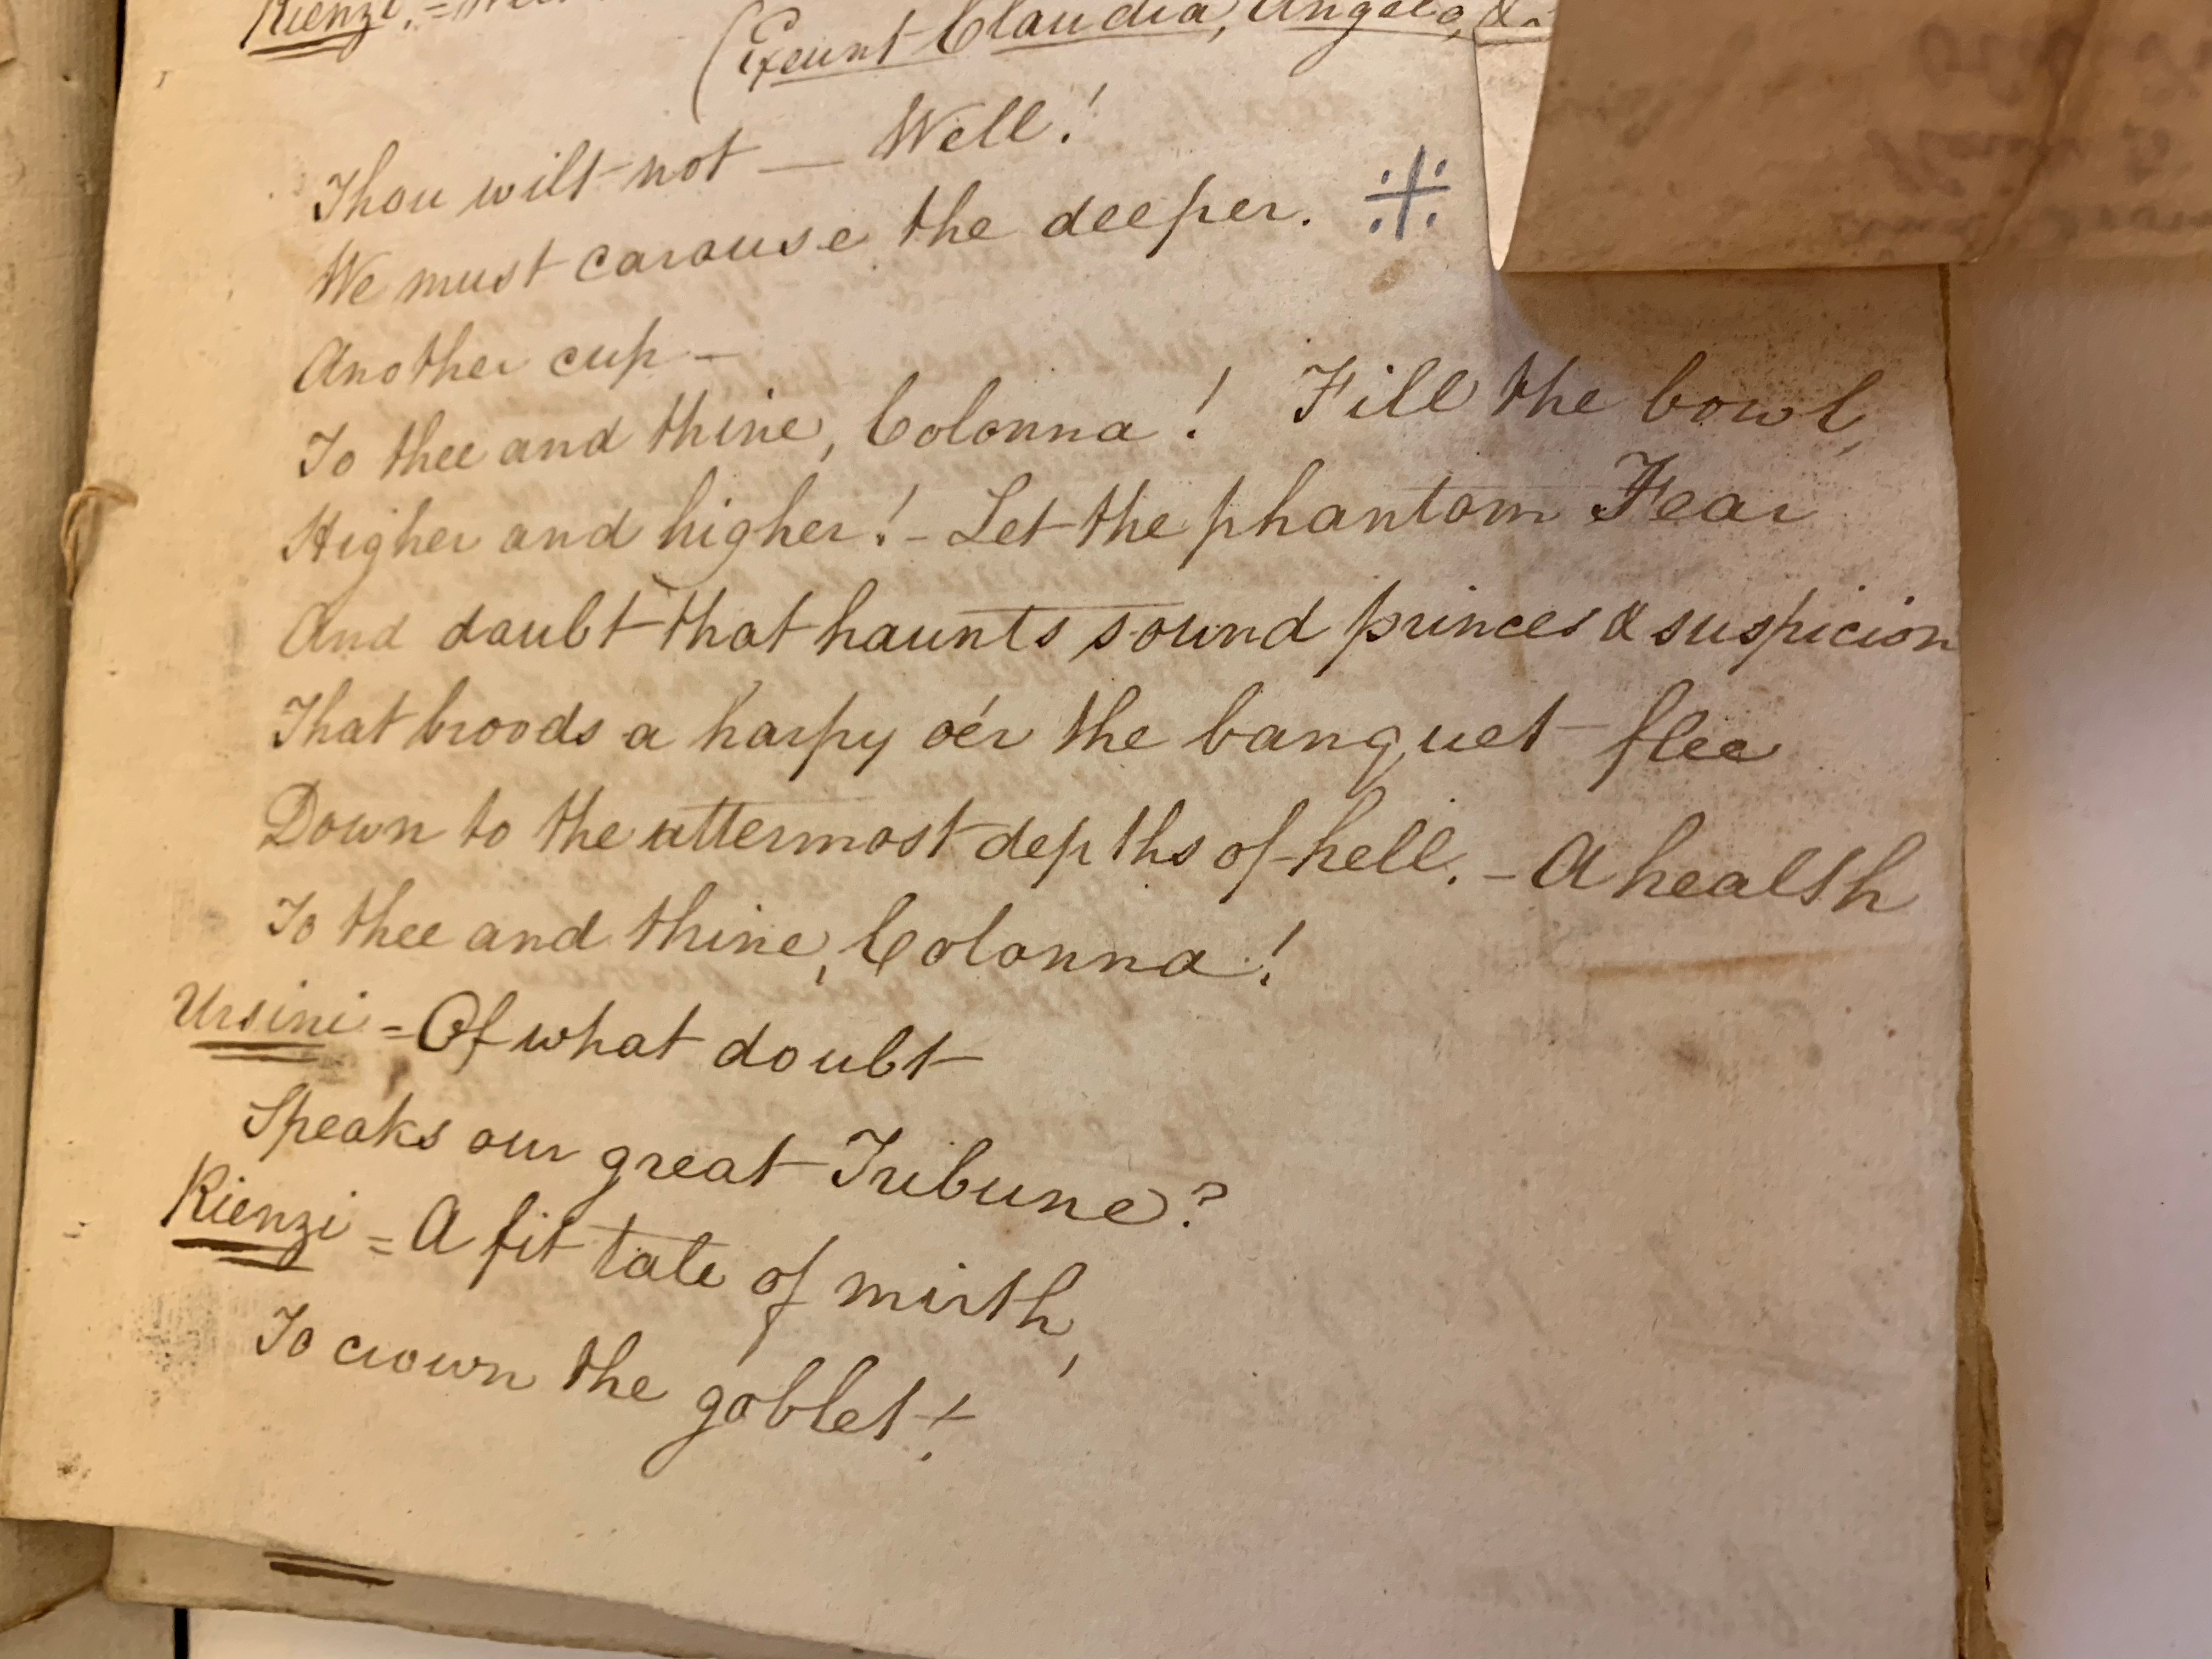 Rienzi. =
(Exeunt Claudia, Angelo, &.
Thou wilt not — Well!
We must carouse the deeper.
Another cup —
To thee and thine, Colonna! Fill the bowl,
Higher and higher! - Let the phantom Fear
And doubt that haunts sound princes & suspicion
That broods a harpy oér the banquet flee
Down to the uttermost depths of hell. - A health
To thee and thine, Colonna!
Ursini = Of what doubt
Speaks our great Tribune?
Rienzi = A fit tale of mirth,
To crown the goblet!